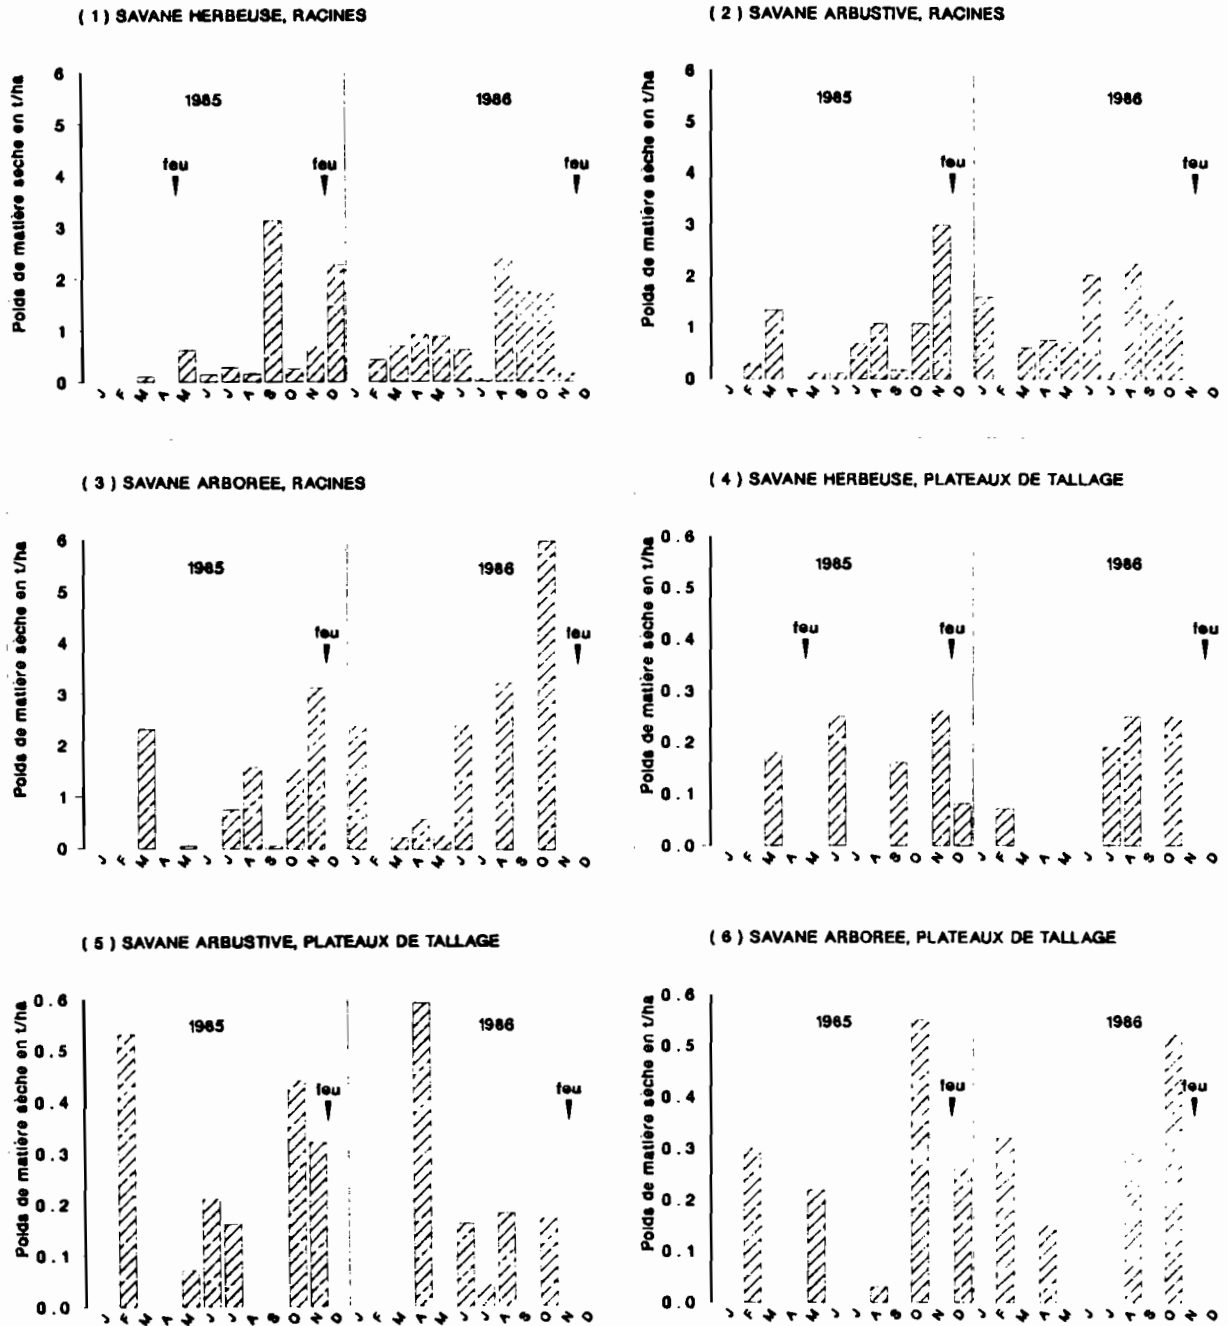 ( 1 ) SAVANE HERBEUSE, RACINES
Poids de matière sèche en t/ha
6
5
4
3
2
1
0
1985
1986
feu
feu
feu
J F M A M J J A S O N D J F M A M J J A S O N D
( 2 ) SAVANE ARBUSTIVE, RACINES
Poids de matière sèche en t/ha
6
5
4
3
2
1
0
1985
1986
feu
feu
J F M A M J J A S O N D J F M A M J J A S O N D
( 3 ) SAVANE ARBOREE, RACINES
Poids de matière sèche en t/ha
6
5
4
3
2
1
0
1985
1986
feu
feu
J F M A M J J A S O N D J F M A M J J A S O N D
( 4 ) SAVANE HERBEUSE, PLATEAUX DE TALLAGE
Poids de matière sèche en t/ha
0.6
0.5
0.4
0.3
0.2
0.1
0.0
1985
1986
feu
feu
feu
J F M A M J J A S O N D J F M A M J J A S O N D
( 5 ) SAVANE ARBUSTIVE, PLATEAUX DE TALLAGE
Poids de matière sèche en t/ha
0.6
0.5
0.4
0.3
0.2
0.1
0.0
1985
1986
feu
feu
J F M A M J J A S O N D J F M A M J J A S O N D
( 6 ) SAVANE ARBOREE, PLATEAUX DE TALLAGE
Poids de matière sèche en t/ha
0.6
0.5
0.4
0.3
0.2
0.1
0.0
1985
1986
feu
feu
J F M A M J J A S O N D J F M A M J J A S O N D